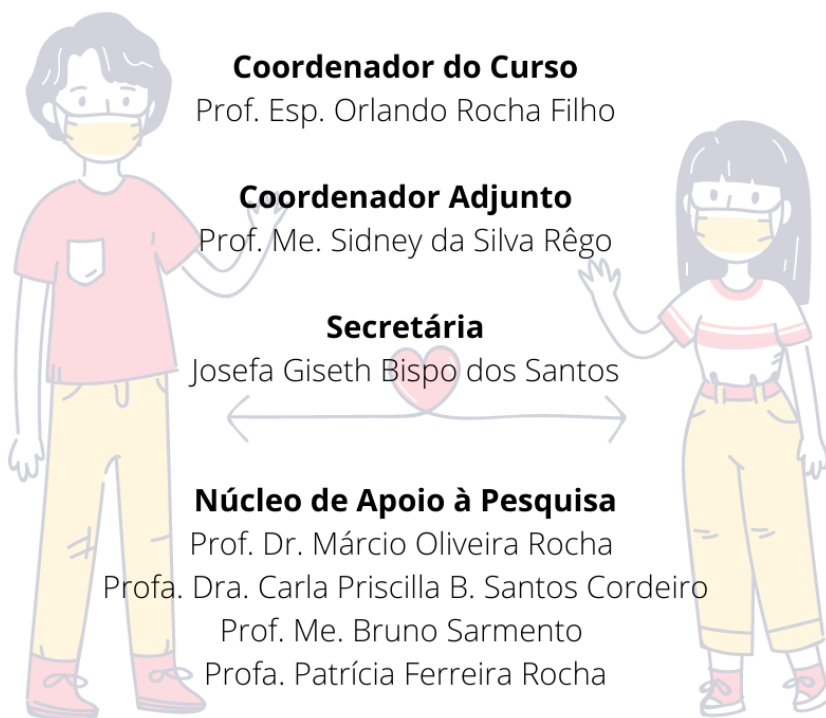 Coordenador do Curso
Prof. Esp. Orlando Rocha Filho
Coordenador Adjunto
Prof. Me. Sidney da Silva Rêgo
Secretária
Josefa Giseth Bispo dos Santos
Núcleo de Apoio à Pesquisa
Prof. Dr. Márcio Oliveira Rocha
Profa. Dra. Carla Priscilla B. Santos Cordeiro
Prof. Me. Bruno Sarmento
Profa. Patrícia Ferreira Rocha